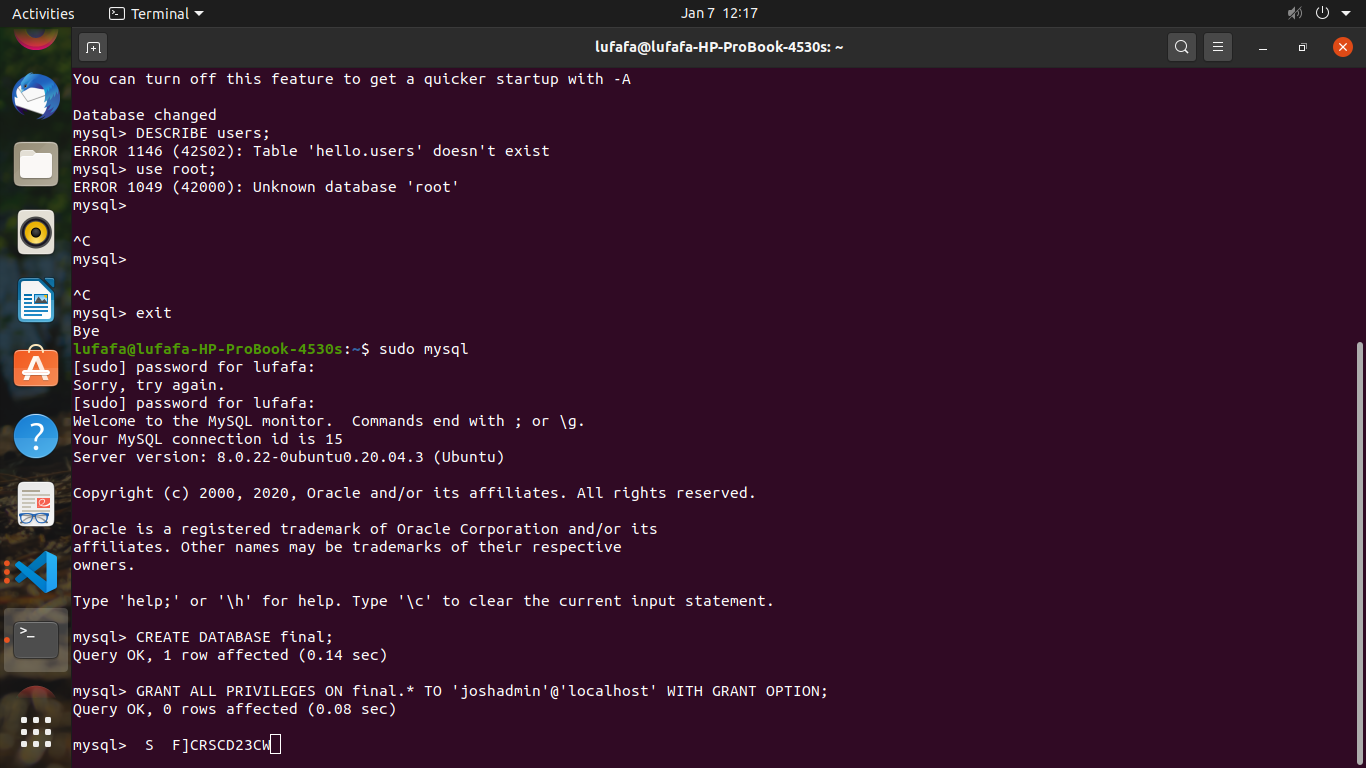 Activities
Terminal
Jan 7 12:17
lufafa@lufafa-HP-ProBook-4530s: ~
You can turn off this feature to get a quicker startup with -A
Database changed
mysql> DESCRIBE users;
ERROR 1146 (42S02): Table 'hello.users' doesn't exist
mysql> use root;
ERROR 1049 (42000): Unknown database 'root'
mysql>
^C
mysql>
^C
mysql> exit
Bye
lufafa@lufafa-HP-ProBook-4530s:~$ sudo mysql
[sudo] password for lufafa:
Sorry, try again.
[sudo] password for lufafa:
Welcome to the MySQL monitor.  Commands end with ; or \g.
Your MySQL connection id is 15
Server version: 8.0.22-0ubuntu0.20.04.3 (Ubuntu)
Copyright (c) 2000, 2020, Oracle and/or its affiliates. All rights reserved.
Oracle is a registered trademark of Oracle Corporation and/or its
affiliates. Other names may be trademarks of their respective
owners.
Type 'help;' or '\h' for help. Type '\c' to clear the current input statement.
mysql> CREATE DATABASE final;
Query OK, 1 row affected (0.14 sec)
mysql> GRANT ALL PRIVILEGES ON final.* TO 'joshadmin'@'localhost' WITH GRANT OPTION;
Query OK, 0 rows affected (0.08 sec)
mysql>  S  F]CRSCD23CW